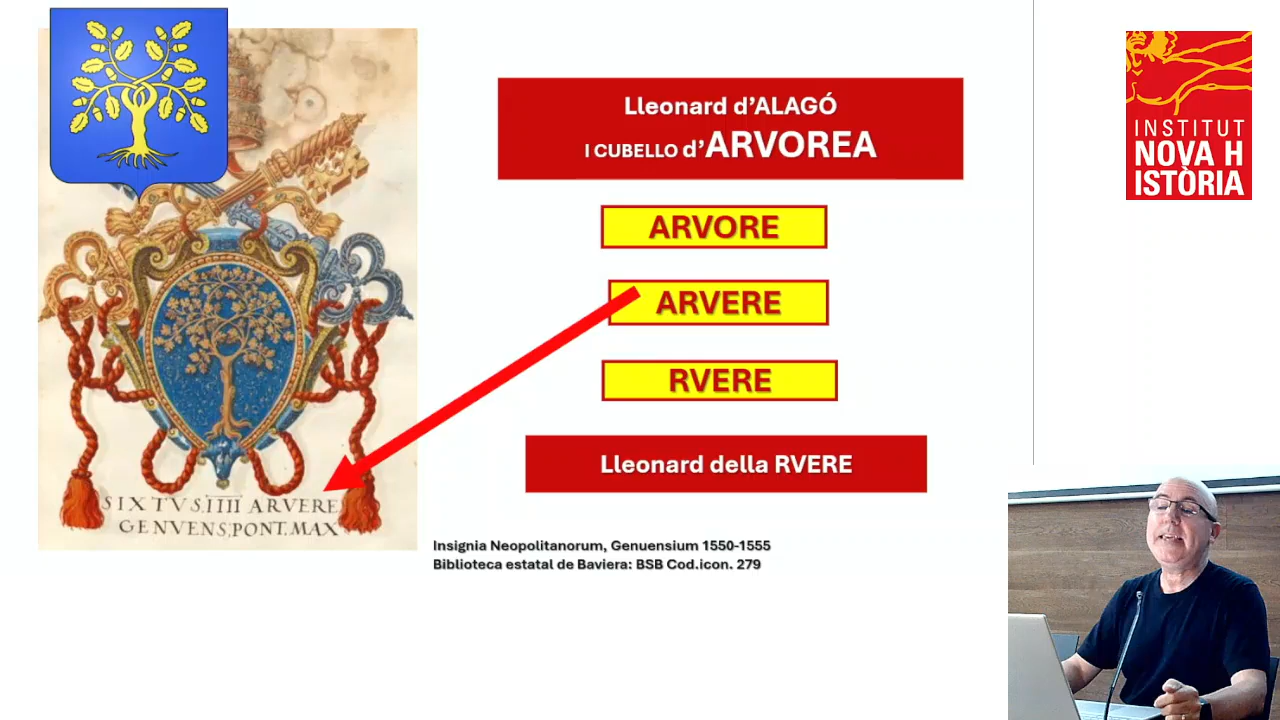 Lleonard d'ALAGÓ
I CUBELLO d'ARVOREA
ARVORE
ARVERE
RVERE
Lleonard della RVERE
SIXTVS.IIII ARVERE
GENVENS;PONT.MAX
Insignia Neopolitanorum, Genuensium 1550-1555
Biblioteca estatal de Baviera: BSB Cod.icon. 279
INSTITUT
NOVA H
ISTÒRIA